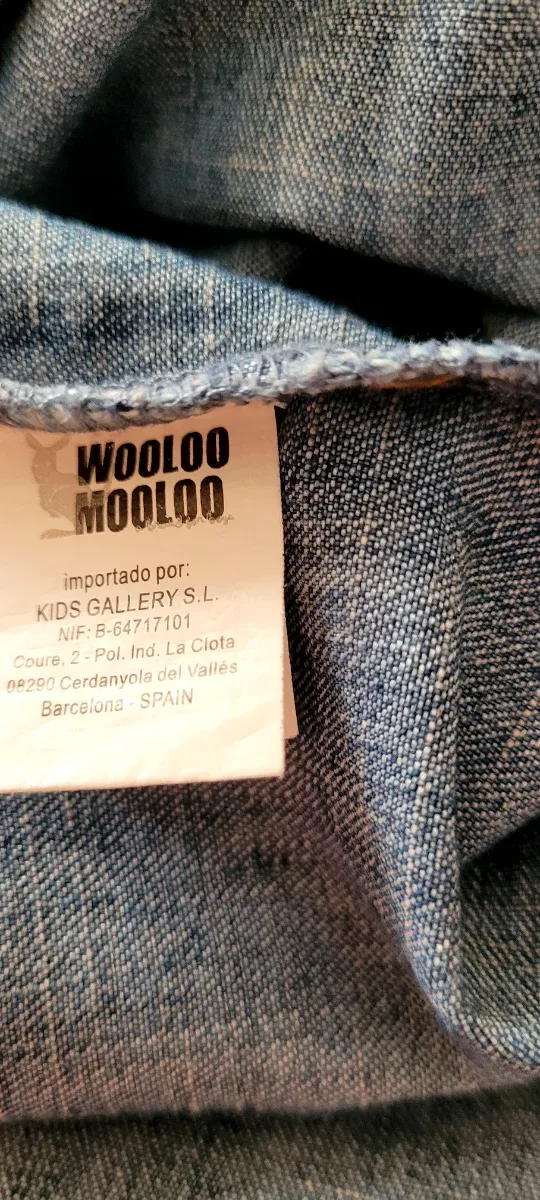 WOOLOO
MOOLOO
importado por:
KIDS GALLERY S.L.
NIF: B-64717101
Coure, 2 - Pol. Ind. La Clota
08290 Cerdanyola del Vallés
Barcelona - SPAIN